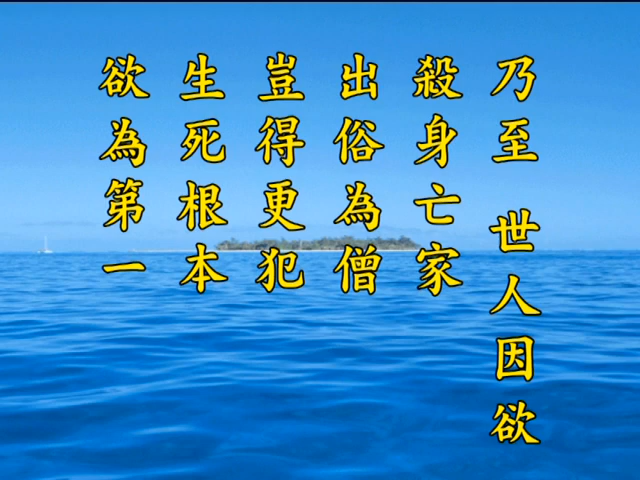 乃至 世人因欲
殺身亡家
出俗為僧
豈得更犯
生死根本
欲為第一